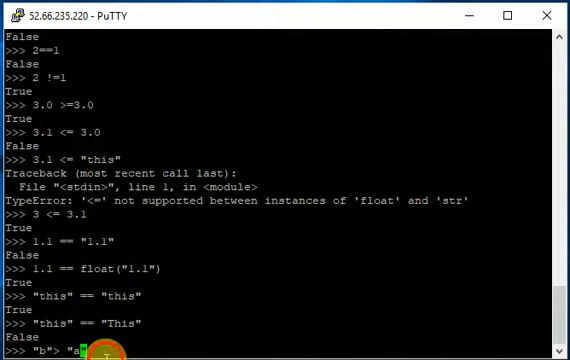 52.66.235.220 - PuTTY
False
>>> 2==1
False
>>> 2 !=1
True
>>> 3.0 >=3.0
True
>>> 3.1 <= 3.0
False
>>> 3.1 <= "this"
Traceback (most recent call last):
  File "<stdin>", line 1, in <module>
TypeError: '<=' not supported between instances of 'float' and 'str'
>>> 3 <= 3.1
True
>>> 1.1 == "1.1"
False
>>> 1.1 == float("1.1")
True
>>> "this" == "this"
True
>>> "this" == "This"
False
>>> "b"> "a"